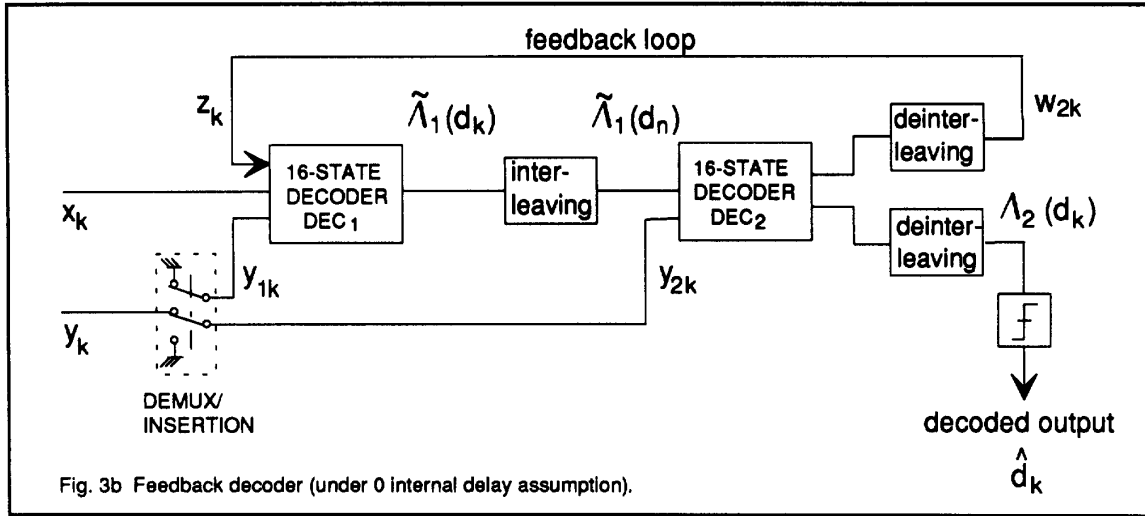 feedback loop
z_k
Λ̃_1(d_k)
Λ̃_1(d_n)
w_2k
deinter-
leaving
16-STATE
DECODER
DEC_1
inter-
leaving
16-STATE
DECODER
DEC_2
x_k
deinter-
leaving
Λ_2(d_k)
y_1k
y_2k
y_k
DEMUX/
INSERTION
decoded output
d̂_k
Fig. 3b Feedback decoder (under 0 internal delay assumption).